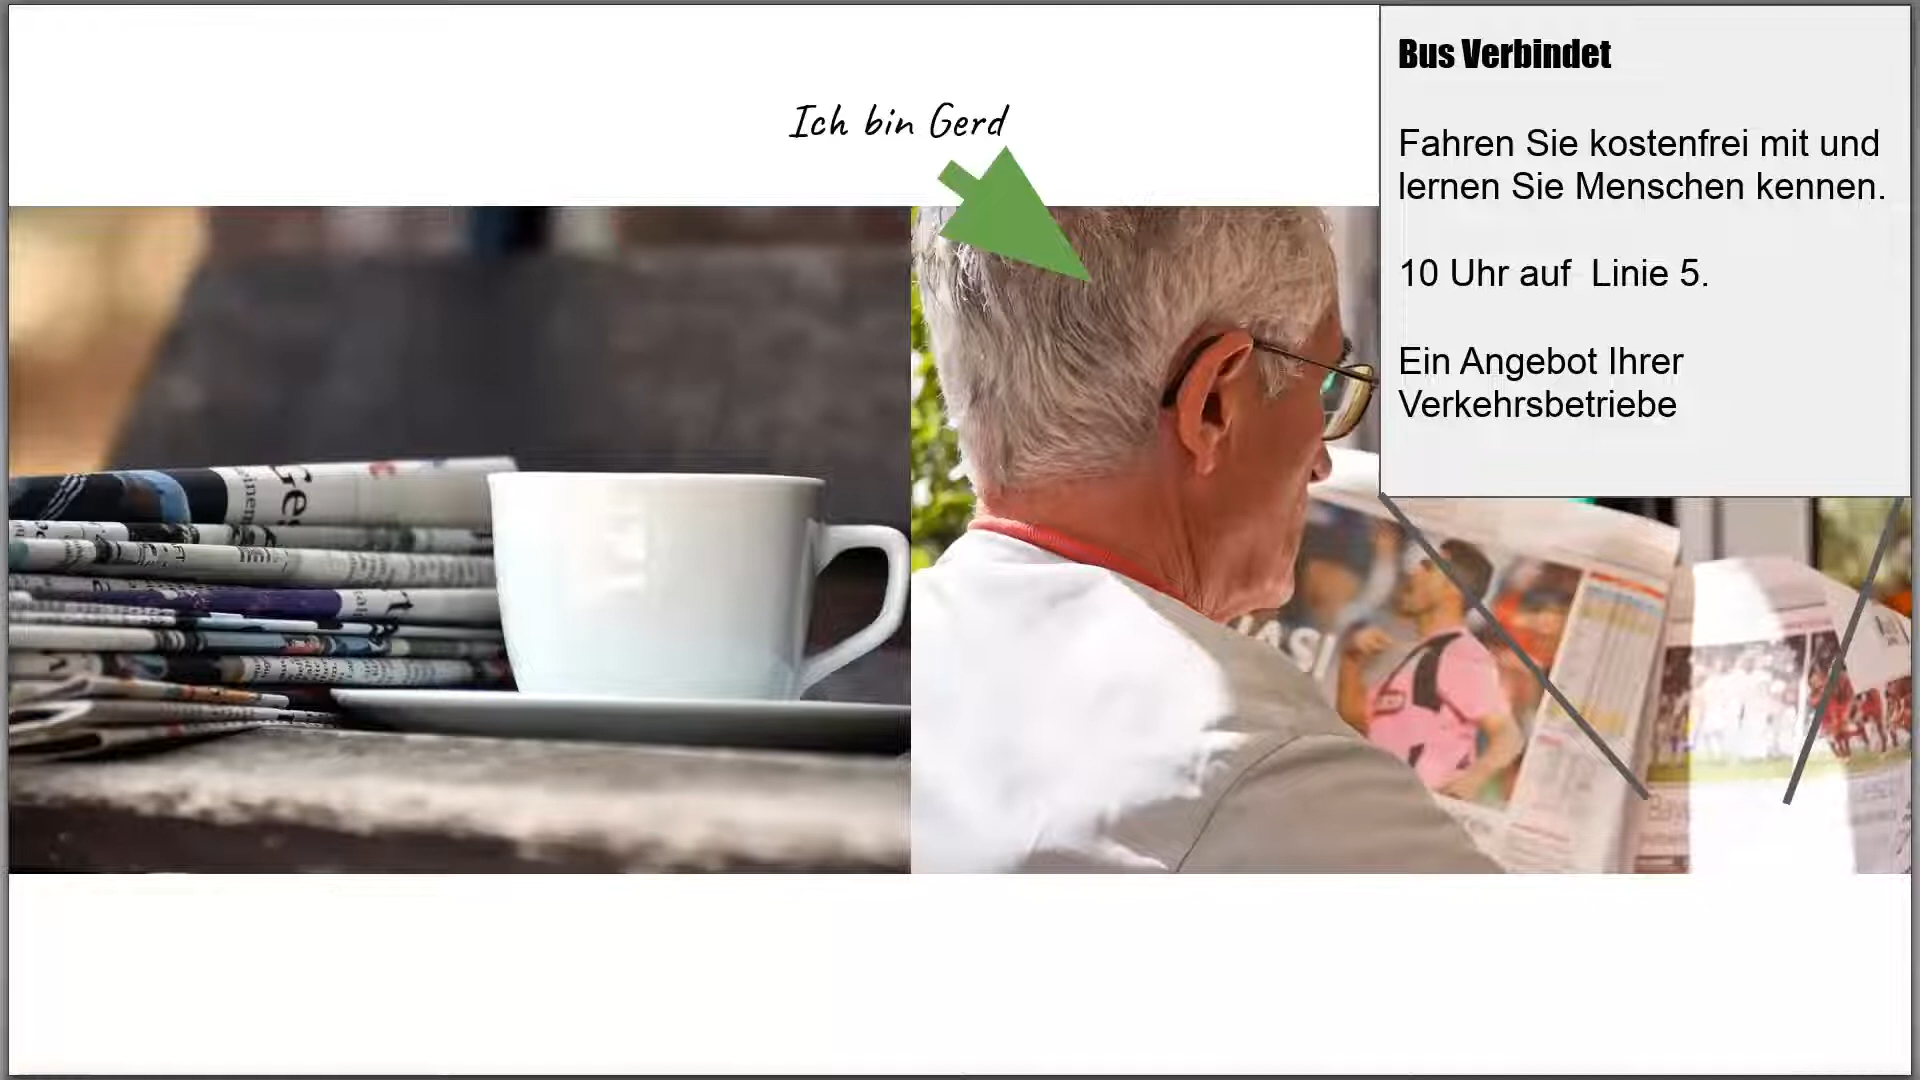 Ich bin Gerd
Bus Verbindet
Fahren Sie kostenfrei mit und
lernen Sie Menschen kennen.
10 Uhr auf  Linie 5.
Ein Angebot Ihrer
Verkehrsbetriebe